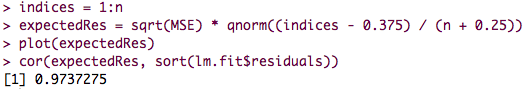 > indices = 1:n
> expectedRes = sqrt(MSE) * qnorm((indices - 0.375) / (n + 0.25))
> plot(expectedRes)
> cor(expectedRes, sort(lm.fit$residuals))
[1] 0.9737275